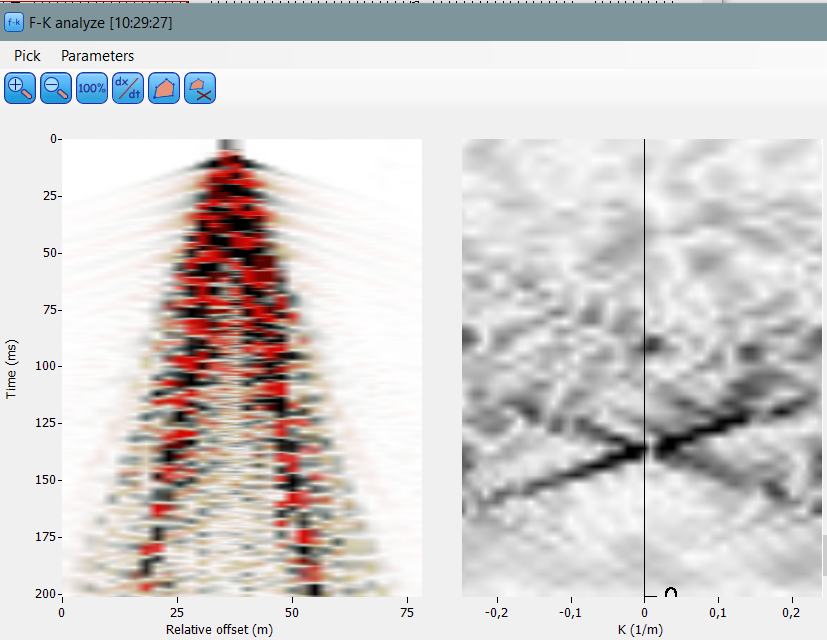 f-k F-K analyze [10:29:27]
Pick Parameters
100% dx/dt
0
25
50
75
100
125
150
175
200
Time (ms)
0 25 50 75
Relative offset (m)
-0,2 -0,1 0 0,1 0,2
K (1/m)